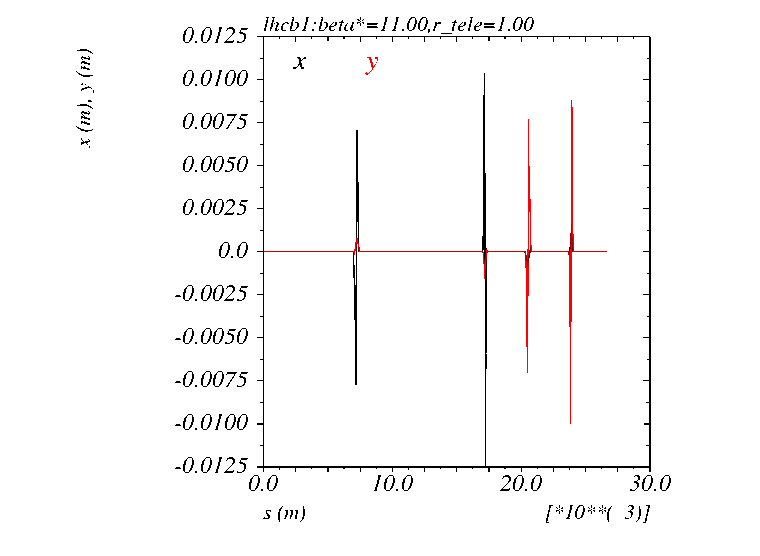 lhcb1:beta*=11.00,r_tele=1.00
x (m), y (m)
x y
0.0125
0.0100
0.0075
0.0050
0.0025
0.0
-0.0025
-0.0050
-0.0075
-0.0100
-0.0125
0.0 10.0 20.0 30.0
s (m) [*10**( 3)]